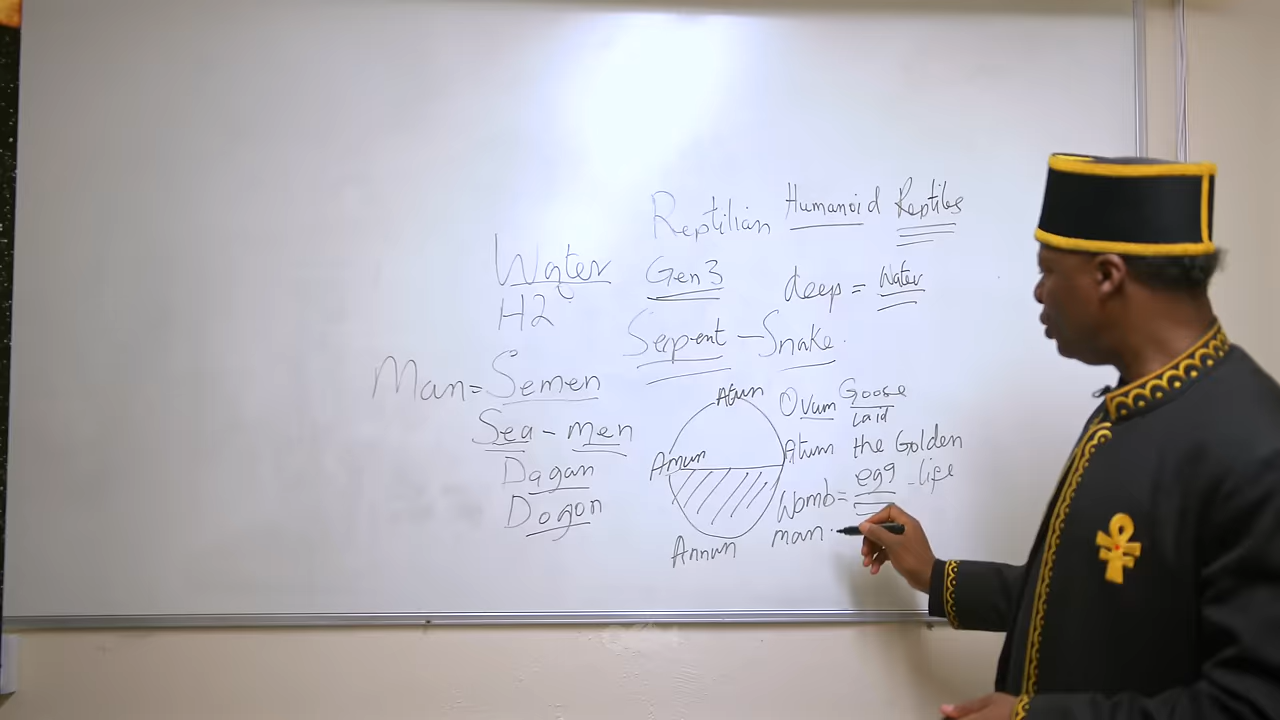 Reptilian Humanoid Reptiles
Water Gen3 deep = Water
H2
Serpent - Snake
Man = Semen
Sea - men
Dagan
Dogon
Atun
Amun
Annun
Ovum Goose
Laid
Atum the Golden
egg - life
Womb =
man